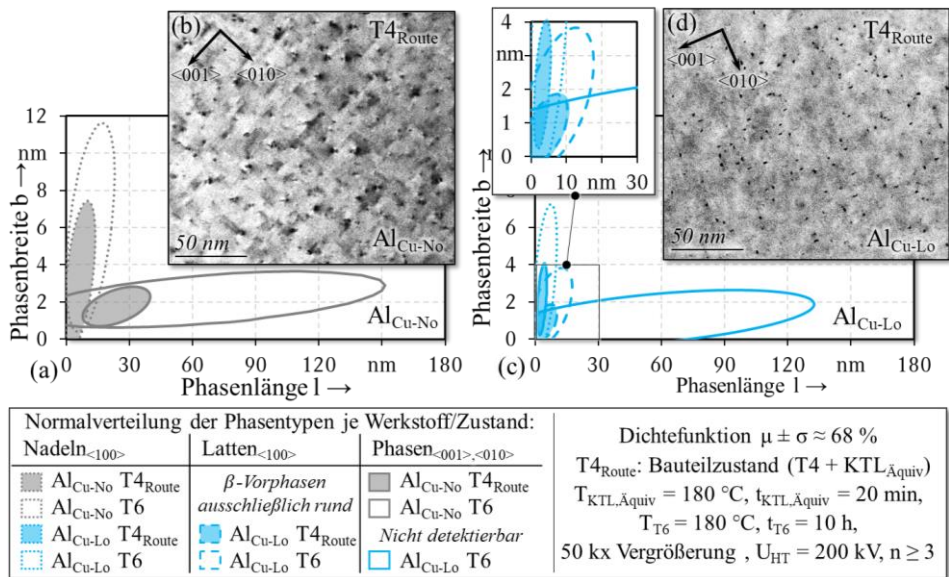 (b)
T4Route
<001>
<010>
50 nm
AlCu-No
Phasenbreite b → nm
12
8
6
4
2
0
0
30
60
90
120
nm
180
Phasenlänge l →
AlCu-No
(a)
4
nm
2
1
0
0
10
nm
30
(d)
T4Route
<001>
<010>
50 nm
AlCu-Lo
Phasenbreite b →
8
6
4
2
0
0
30
60
90
120
nm
180
Phasenlänge l →
AlCu-Lo
(c)
Normalverteilung der Phasentypen je Werkstoff/Zustand:
Nadeln<100>
AlCu-No T4Route
AlCu-No T6
AlCu-Lo T4Route
AlCu-Lo T6
Latten<100>
β-Vorphasen
ausschließlich rund
AlCu-Lo T4Route
AlCu-Lo T6
Phasen<001>,<010>
AlCu-No T4Route
AlCu-No T6
Nicht detektierbar
AlCu-Lo T6
Dichtefunktion μ ± σ ≈ 68 %
T4Route: Bauteilzustand (T4 + KTLÄquiv)
TKTL,Äquiv = 180 °C, tKTL,Äquiv = 20 min,
TT6 = 180 °C, tT6 = 10 h,
50 kx Vergrößerung , UHT = 200 kV, n ≥ 3